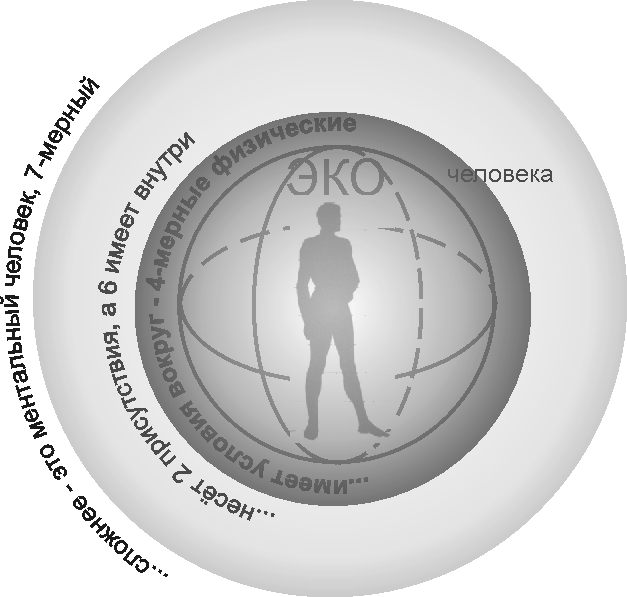 ...сложнее - это ментальный человек, 7-мерный
...несёт 2 присутствия, а 6 имеет внутри
...имеет условия вокруг - 4-мерные физические
ЭКО
человека